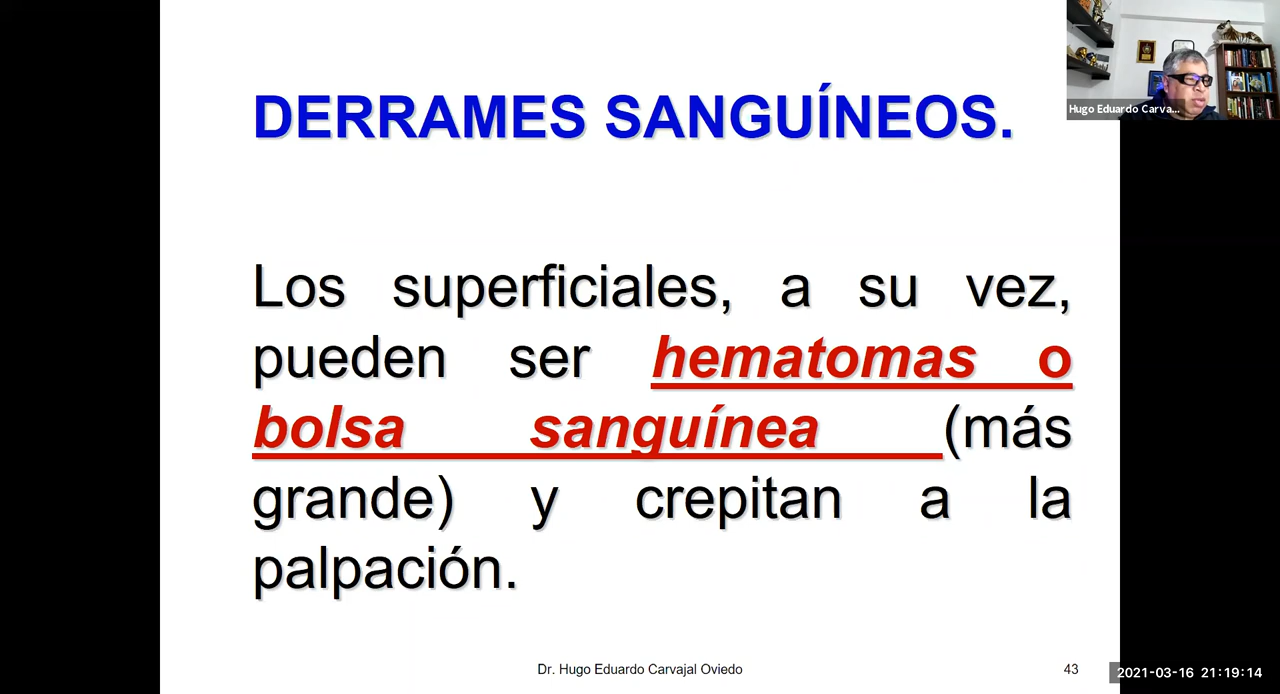 DERRAMES SANGUÍNEOS.
Hugo Eduardo Carva...
Los superficiales, a su vez,
pueden ser hematomas o
bolsa sanguínea (más
grande) y crepitan a la
palpación.
Dr. Hugo Eduardo Carvajal Oviedo
43
2021-03-16 21:19:14